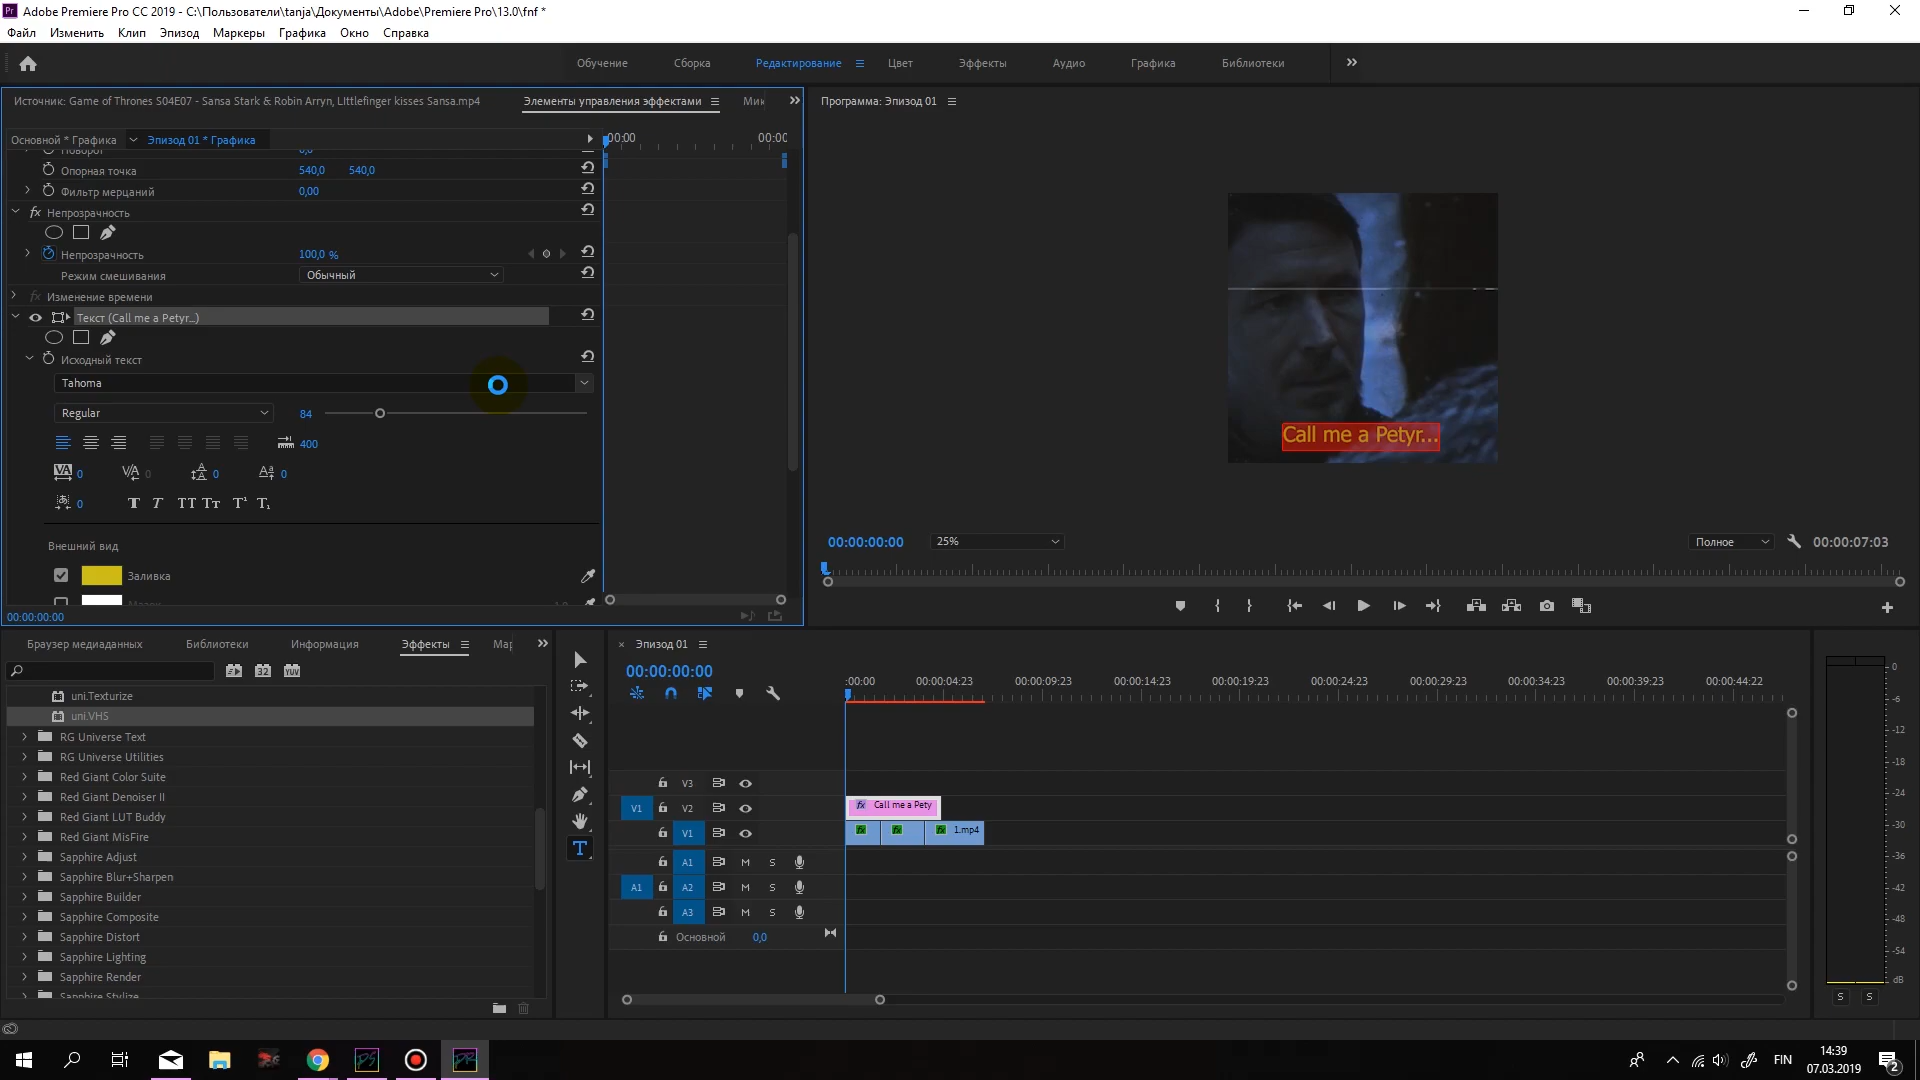 Pr Adobe Premiere Pro CC 2019 - C:\Пользователи\tanja\Документы\Adobe\Premiere Pro\13.0\fnf *
Файл Изменить Клип Эпизод Маркеры Графика Окно Справка
Обучение Сборка Редактирование Цвет Эффекты Аудио Графика Библиотеки
Источник: Game of Thrones S04E07 - Sansa Stark & Robin Arryn, LIttlefinger kisses Sansa.mp4 Элементы управления эффектами Мик
Основной * Графика Эпизод 01 * Графика
:00:00 00:00
Поворот 0,0
Опорная точка 540,0 540,0
Фильтр мерцаний 0,00
fx Непрозрачность
Непрозрачность 100,0 %
Режим смешивания Обычный
fx Изменение времени
Текст (Call me a Petyr...)
Исходный текст
Tahoma
Regular 84
400
VA 0 V/A 0 0 Aa 0
0 T T TT Tт T¹ T₁
Внешний вид
Заливка
00:00:00:00
Программа: Эпизод 01
Call me a Petyr...
00:00:00:00 25% Полное 00:00:07:03
Браузер медиаданных Библиотеки Информация Эффекты Мар
32 YUV
uni.Texturize
uni.VHS
RG Universe Text
RG Universe Utilities
Red Giant Color Suite
Red Giant Denoiser II
Red Giant LUT Buddy
Red Giant MisFire
Sapphire Adjust
Sapphire Blur+Sharpen
Sapphire Builder
Sapphire Composite
Sapphire Distort
Sapphire Lighting
Sapphire Render
Sapphire Stylize
T
× Эпизод 01
00:00:00:00
:00:00 00:00:04:23 00:00:09:23 00:00:14:23 00:00:19:23 00:00:24:23 00:00:29:23 00:00:34:23 00:00:39:23 00:00:44:22
V3
V1 V2 fx Call me a Pety
V1 fx fx fx 1.mp4
A1 M S
A1 A2 M S
A3 M S
Основной 0,0
0
-6
-12
-18
-24
-30
-36
-42
-48
-54
dB
S S
PS PR
FIN
14:39
07.03.2019
2